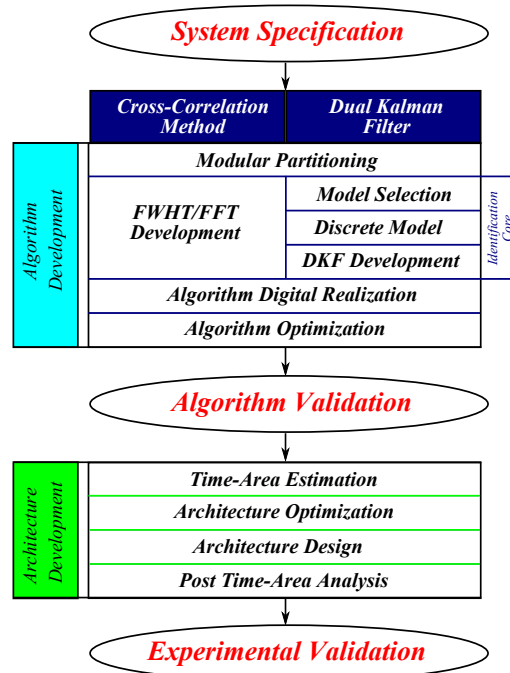 System Specification
Cross-Correlation
Method
Dual Kalman
Filter
Algorithm
Development
Modular Partitioning
FWHT/FFT
Development
Model Selection
Discrete Model
DKF Development
Identification
Core
Algorithm Digital Realization
Algorithm Optimization
Algorithm Validation
Architecture
Development
Time-Area Estimation
Architecture Optimization
Architecture Design
Post Time-Area Analysis
Experimental Validation